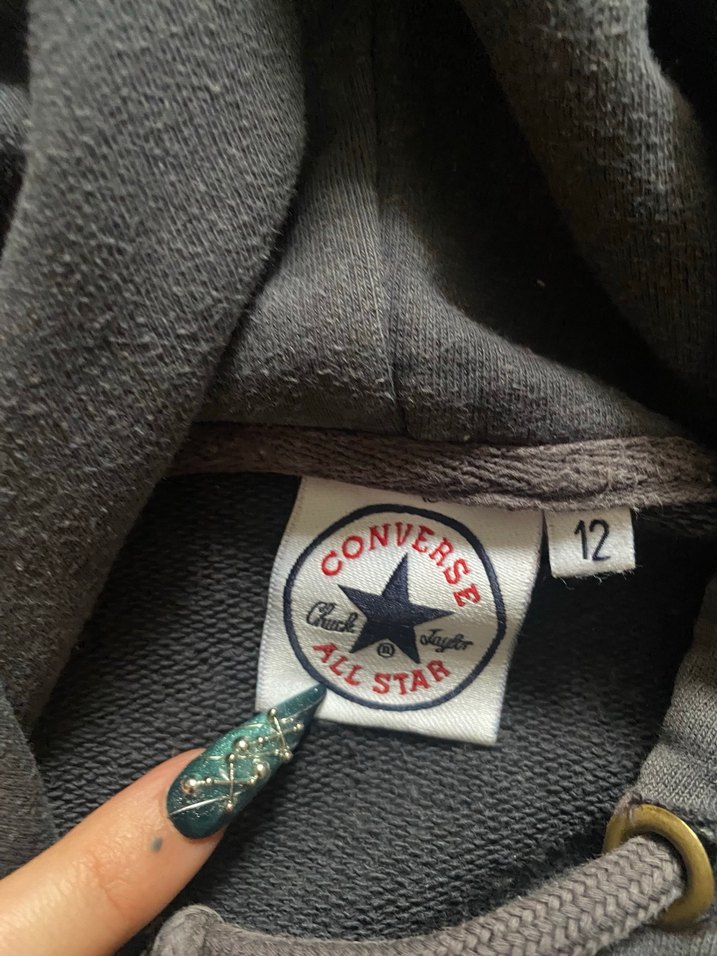 CONVERSE
Chuck Taylor
®
ALL STAR
12